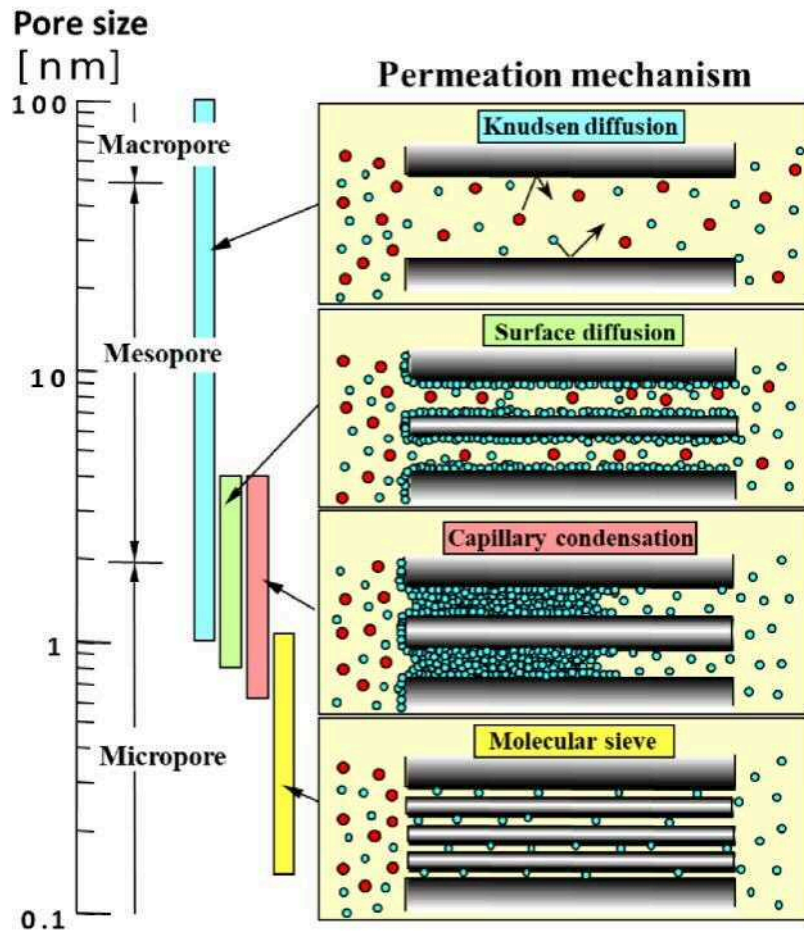 Pore size
[nm]
Permeation mechanism
100
Macropore
Knudsen diffusion
Surface diffusion
Mesopore
10
Capillary condensation
1
Molecular sieve
Micropore
0.1